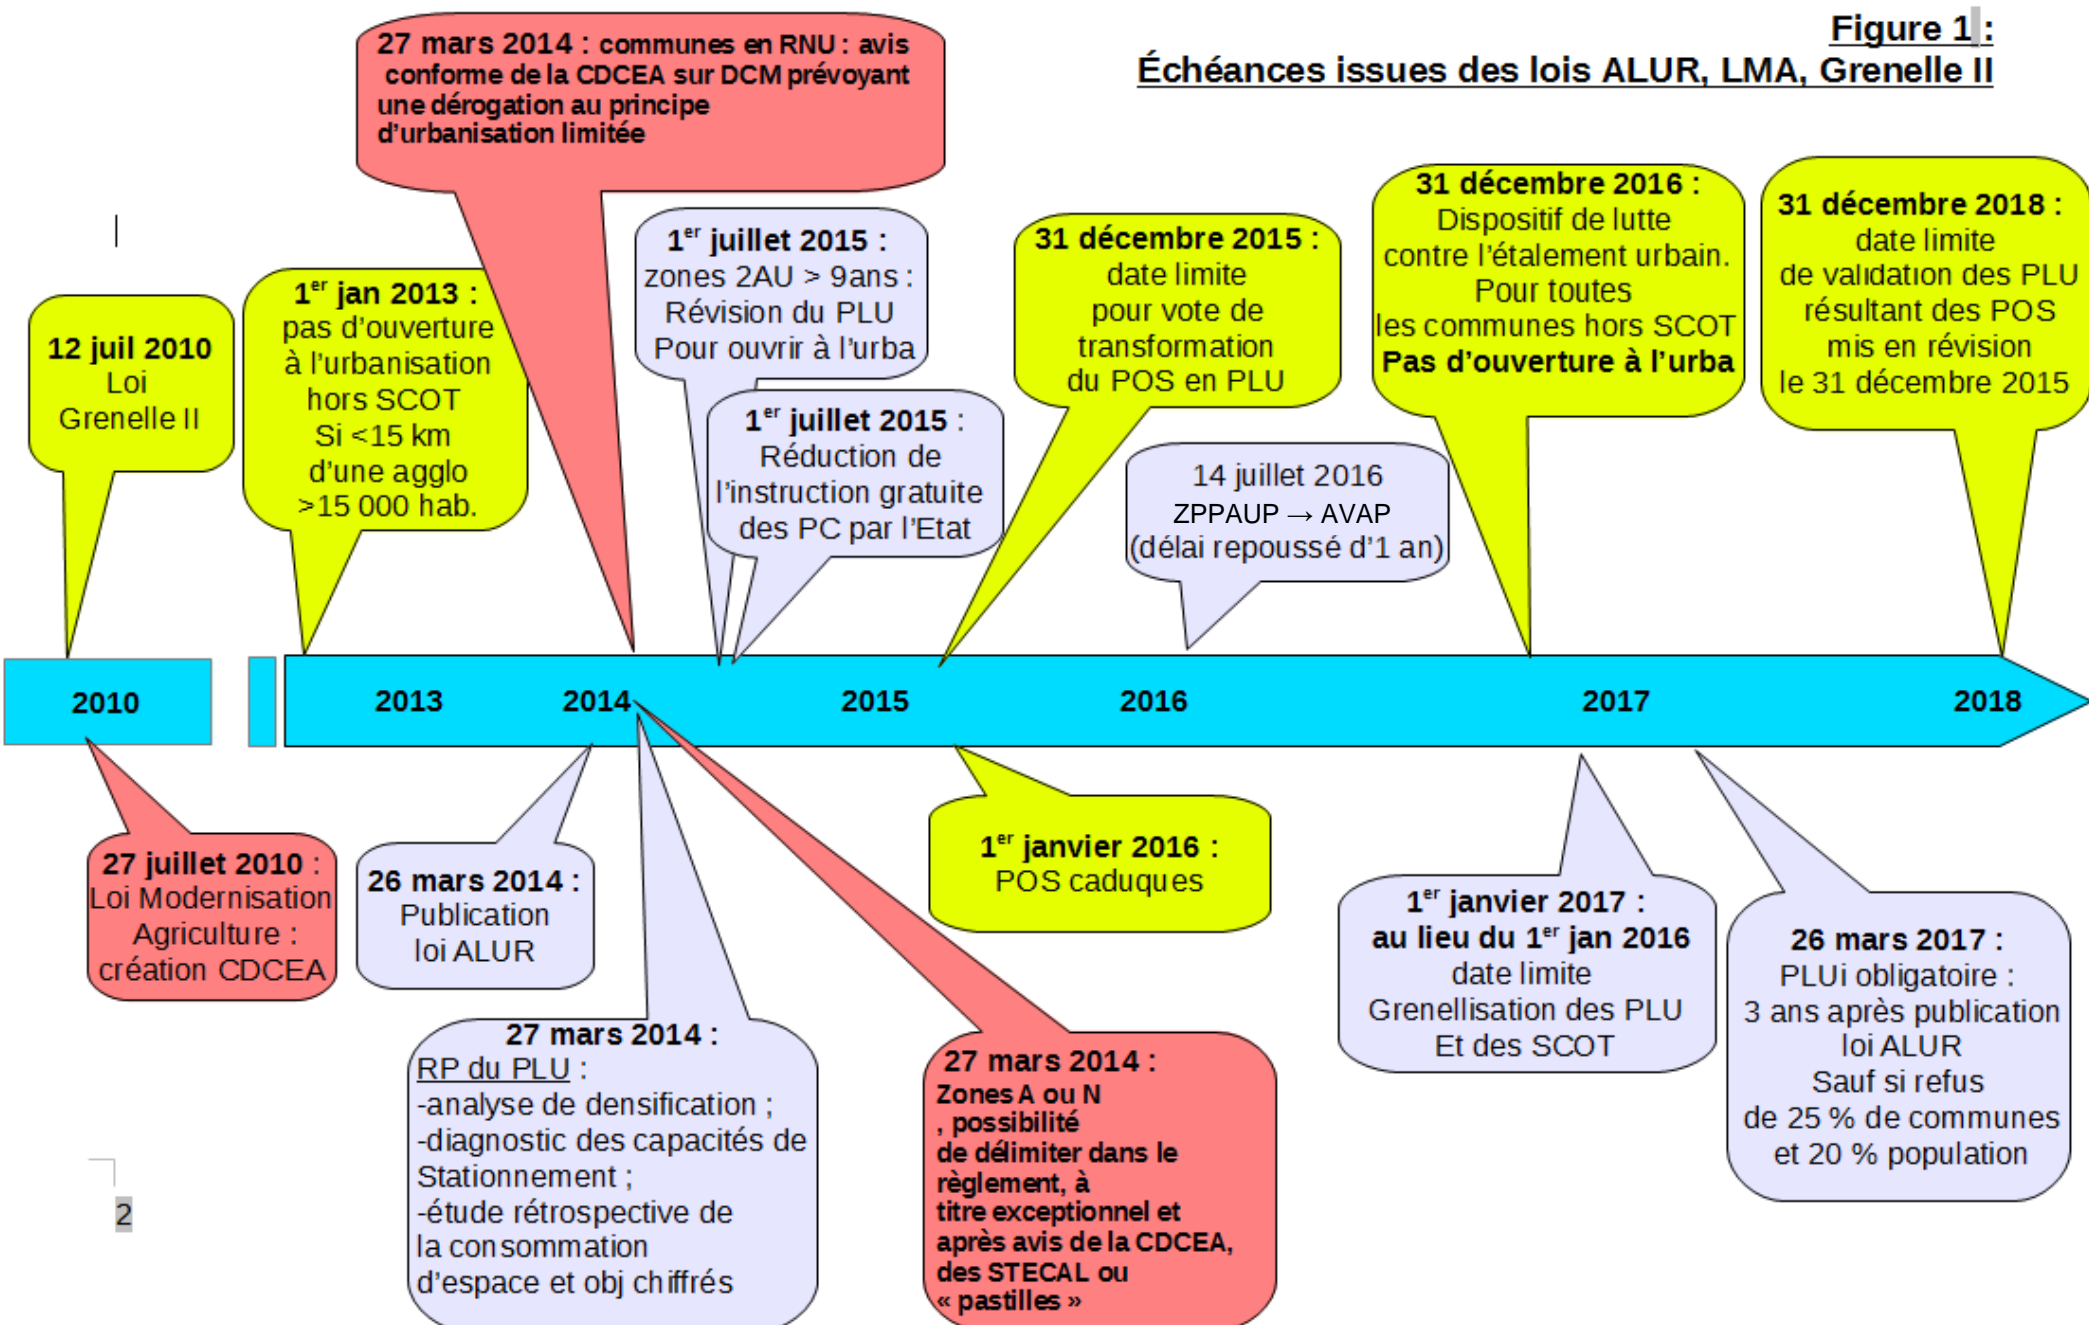 Figure 1 :
Échéances issues des lois ALUR, LMA, Grenelle II
27 mars 2014 : communes en RNU : avis
conforme de la CDCEA sur DCM prévoyant
une dérogation au principe
d'urbanisation limitée
12 juil 2010
Loi
Grenelle II
1er jan 2013 :
pas d'ouverture
à l'urbanisation
hors SCOT
Si <15 km
d'une agglo
>15 000 hab.
1er juillet 2015 :
zones 2AU > 9ans :
Révision du PLU
Pour ouvrir à l'urba
1er juillet 2015 :
Réduction de
l'instruction gratuite
des PC par l'Etat
31 décembre 2015 :
date limite
pour vote de
transformation
du POS en PLU
14 juillet 2016
ZPPAUP → AVAP
(délai repoussé d'1 an)
31 décembre 2016 :
Dispositif de lutte
contre l'étalement urbain.
Pour toutes
les communes hors SCOT
Pas d'ouverture à l'urba
31 décembre 2018 :
date limite
de validation des PLU
résultant des POS
mis en révision
le 31 décembre 2015
2010
2013
2014
2015
2016
2017
2018
27 juillet 2010 :
Loi Modernisation
Agriculture :
création CDCEA
26 mars 2014 :
Publication
loi ALUR
27 mars 2014 :
RP du PLU :
-analyse de densification ;
-diagnostic des capacités de
Stationnement ;
-étude rétrospective de
la consommation
d'espace et obj chiffrés
27 mars 2014 :
Zones A ou N
, possibilité
de délimiter dans le
règlement, à
titre exceptionnel et
après avis de la CDCEA,
des STECAL ou
« pastilles »
1er janvier 2016 :
POS caduques
1er janvier 2017 :
au lieu du 1er jan 2016
date limite
Grenellisation des PLU
Et des SCOT
26 mars 2017 :
PLUi obligatoire :
3 ans après publication
loi ALUR
Sauf si refus
de 25 % de communes
et 20 % population
2